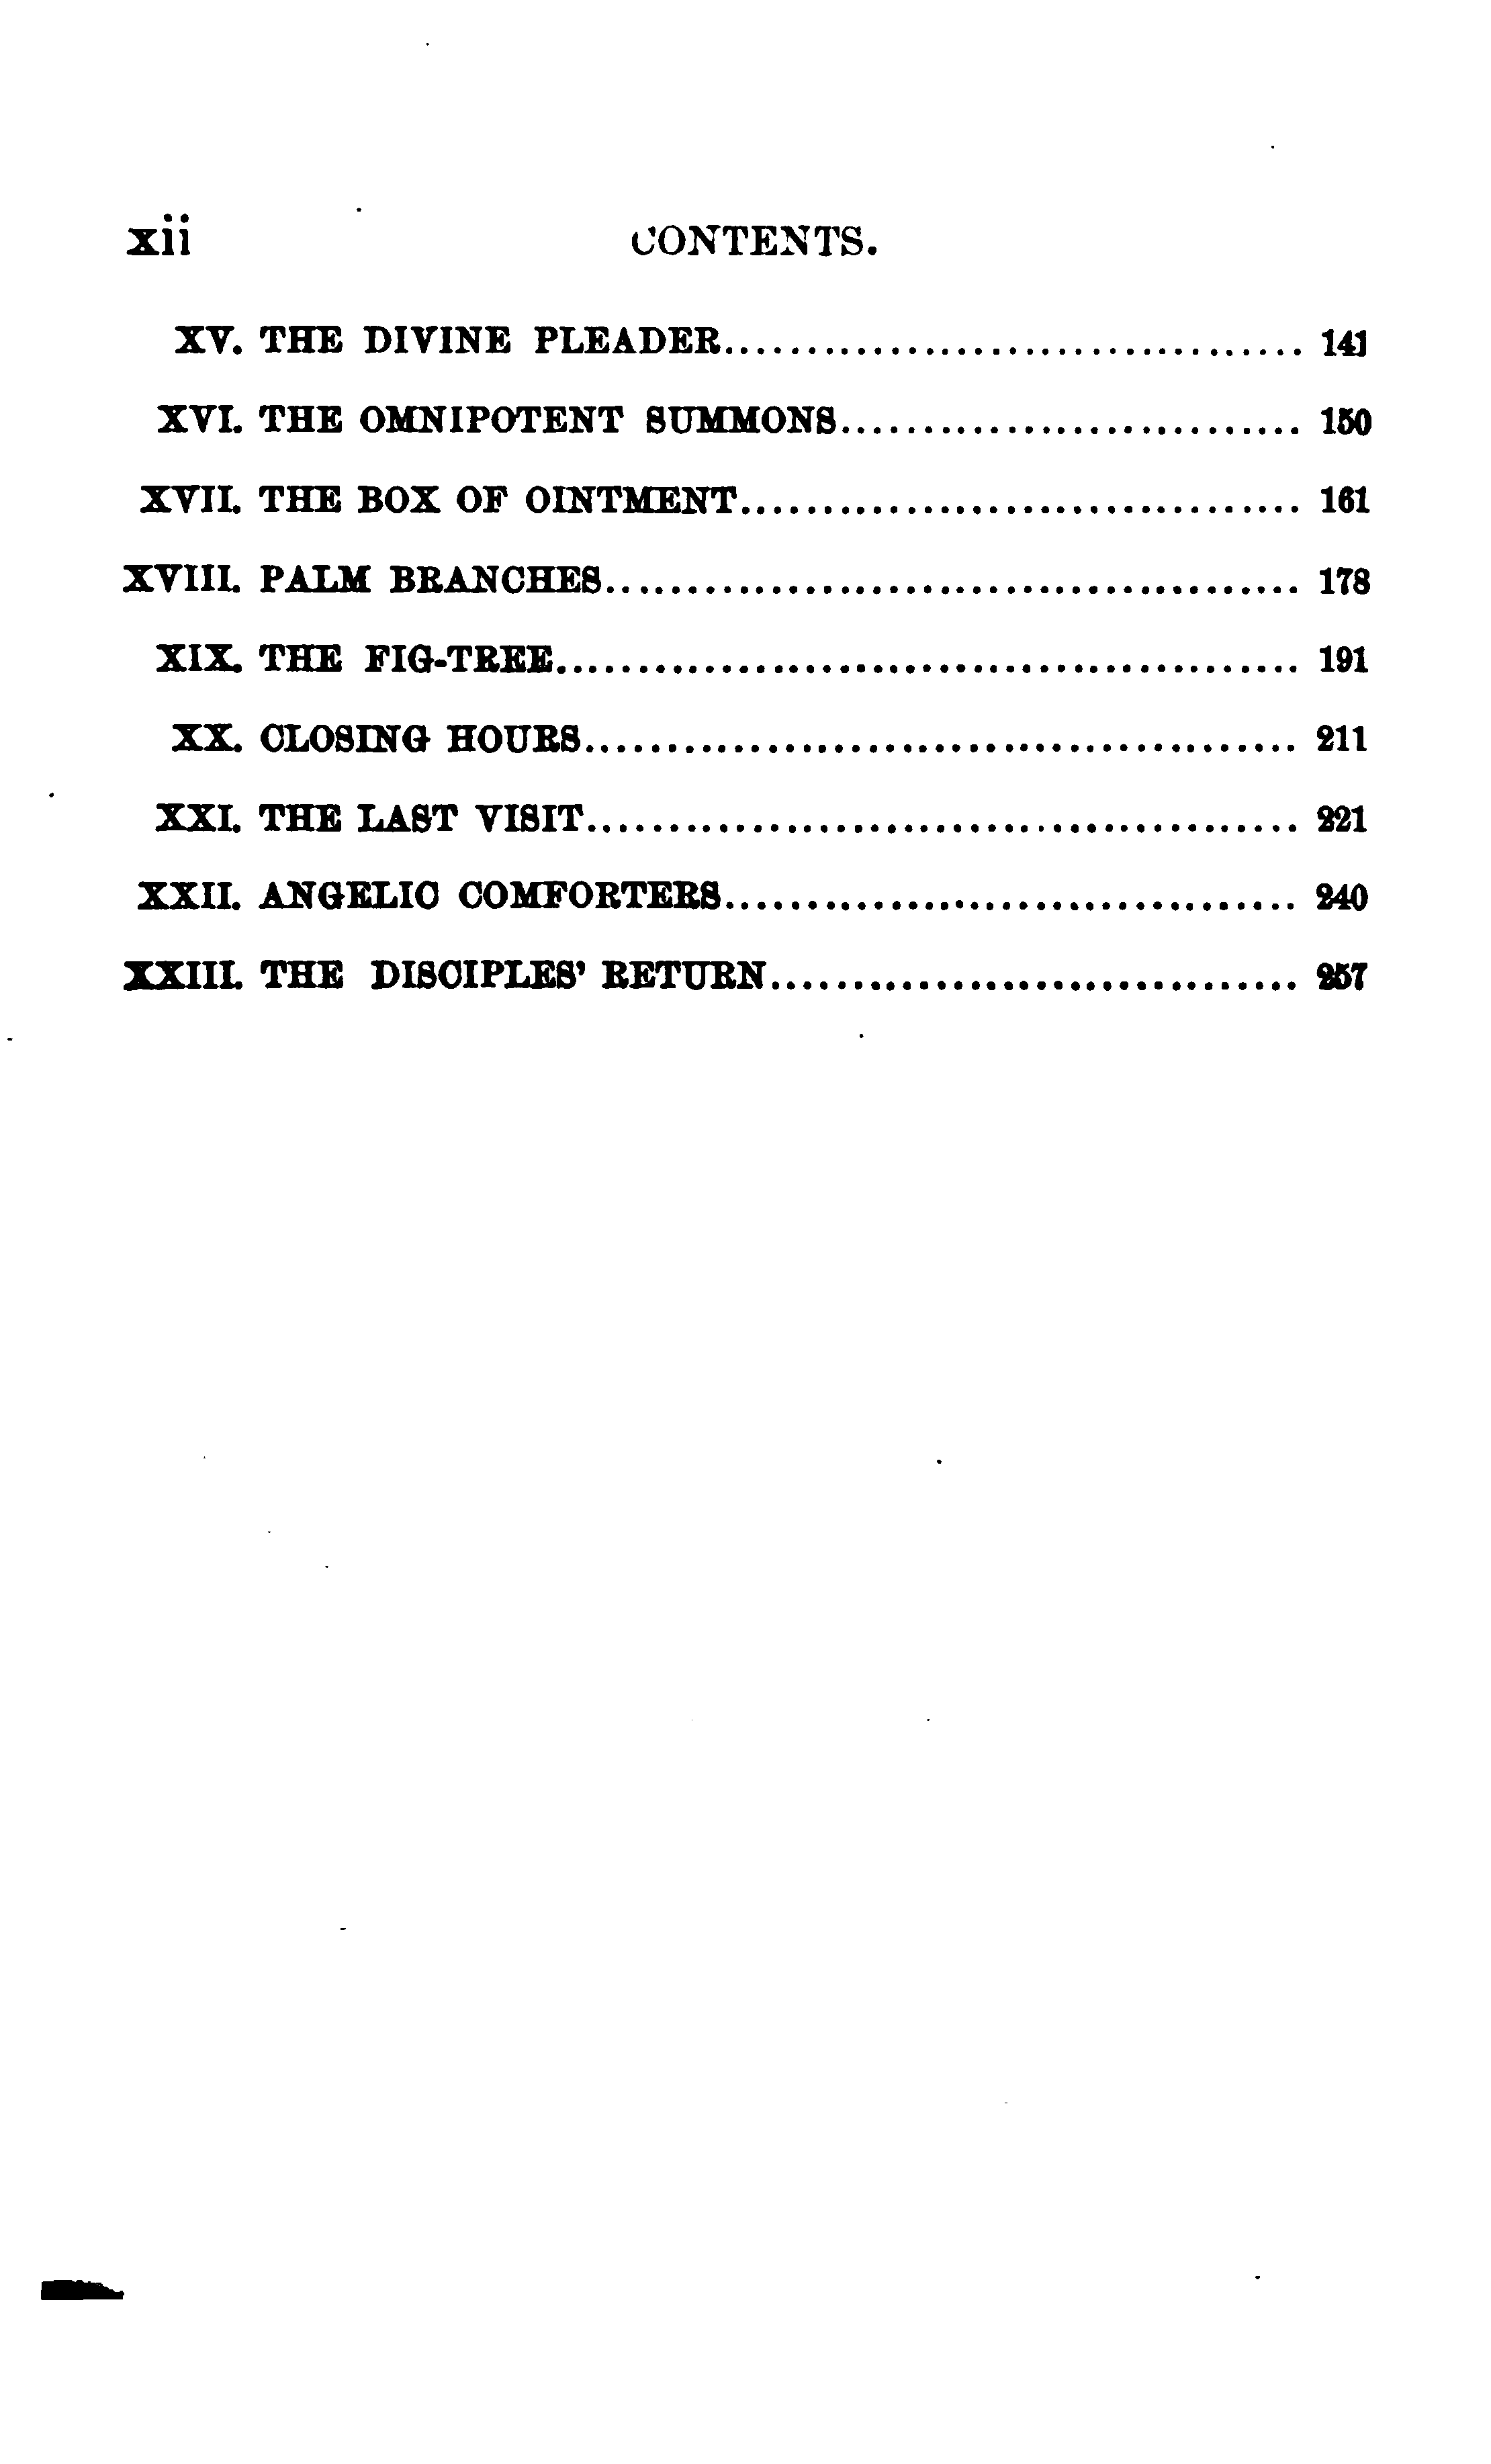 xii CONTENTS.
XV. THE DIVINE PLEADER.................................... 141
XVI. THE OMNIPOTENT SUMMONS............................ 150
XVII. THE BOX OF OINTMENT.................................. 161
XVIII. PALM BRANCHES.......................................... 178
XIX. THE FIG-TREE............................................. 191
XX. CLOSING HOURS........................................... 211
XXI. THE LAST VISIT........................................... 221
XXII. ANGELIC COMFORTERS................................... 240
XXIII. THE DISCIPLES' RETURN................................ 257